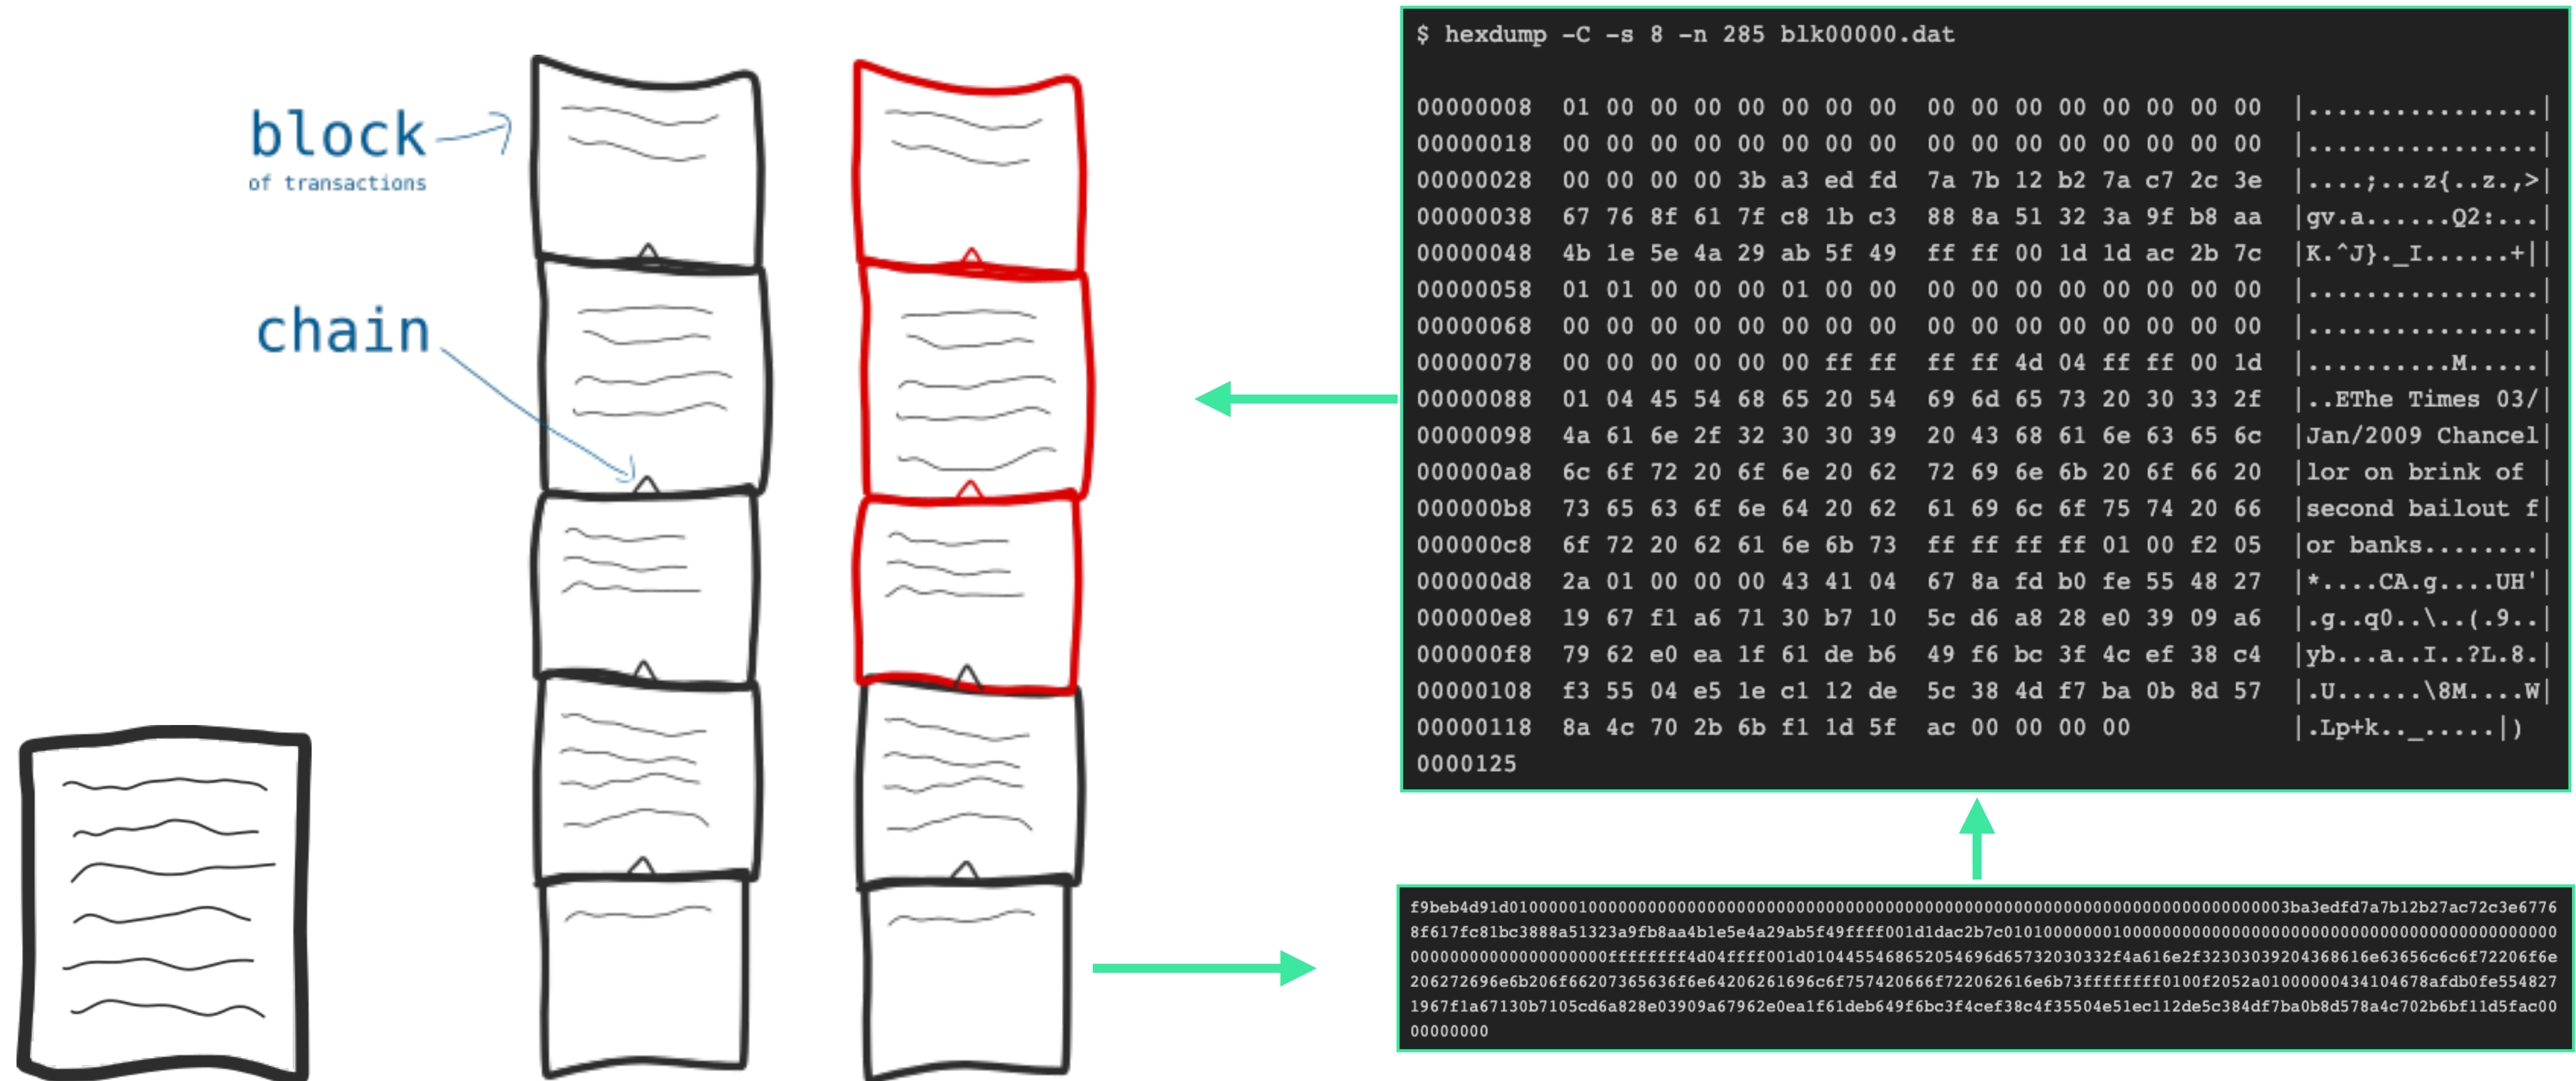 block
of transactions
chain
$ hexdump -C -s 8 -n 285 blk00000.dat
00000008 01 00 00 00 00 00 00 00 00 00 00 00 00 00 00 00 |................|
00000018 00 00 00 00 00 00 00 00 00 00 00 00 00 00 00 00 |................|
00000028 00 00 00 00 3b a3 ed fd 7a 7b 12 b2 7a c7 2c 3e |....;...z{..z.,>|
00000038 67 76 8f 61 7f c8 1b c3 88 8a 51 32 3a 9f b8 aa |gv.a......Q2:...|
00000048 4b 1e 5e 4a 29 ab 5f 49 ff ff 00 1d 1d ac 2b 7c |K.^J}._I......+||
00000058 01 01 00 00 00 01 00 00 00 00 00 00 00 00 00 00 |................|
00000068 00 00 00 00 00 00 00 00 00 00 00 00 00 00 00 00 |................|
00000078 00 00 00 00 00 00 ff ff ff ff 4d 04 ff ff 00 1d |..........M.....|
00000088 01 04 45 54 68 65 20 54 69 6d 65 73 20 30 33 2f |..EThe Times 03/|
00000098 4a 61 6e 2f 32 30 30 39 20 43 68 61 6e 63 65 6c |Jan/2009 Chancel|
000000a8 6c 6f 72 20 6f 6e 20 62 72 69 6e 6b 20 6f 66 20 |lor on brink of |
000000b8 73 65 63 6f 6e 64 20 62 61 69 6c 6f 75 74 20 66 |second bailout f|
000000c8 6f 72 20 62 61 6e 6b 73 ff ff ff ff 01 00 f2 05 |or banks........|
000000d8 2a 01 00 00 00 43 41 04 67 8a fd b0 fe 55 48 27 |*....CA.g....UH'|
000000e8 19 67 f1 a6 71 30 b7 10 5c d6 a8 28 e0 39 09 a6 |.g..q0..\..(.9..|
000000f8 79 62 e0 ea 1f 61 de b6 49 f6 bc 3f 4c ef 38 c4 |yb...a..I..?L.8.|
00000108 f3 55 04 e5 1e c1 12 de 5c 38 4d f7 ba 0b 8d 57 |.U......\8M....W|
00000118 8a 4c 70 2b 6b f1 1d 5f ac 00 00 00 00 |.Lp+k.._.....|)
0000125
f9beb4d91d0100000100000000000000000000000000000000000000000000000000000000000000000000003ba3edfd7a7b12b27ac72c3e6776
8f617fc81bc3888a51323a9fb8aa4b1e5e4a29ab5f49ffff001d1dac2b7c01010000000100000000000000000000000000000000000000000000
00000000000000000000ffffffff4d04ffff001d0104455468652054696d65732030332f4a616e2f32303039204368616e63656c6c6f72206f6e
206272696e6b206f66207365636f6e64206261696c6f757420666f722062616e6b73ffffffff0100f2052a01000000434104678afdb0fe554827
1967f1a67130b7105cd6a828e03909a67962e0ea1f61deb649f6bc3f4cef38c4f35504e51ec112de5c384df7ba0b8d578a4c702b6bf11d5fac00
00000000